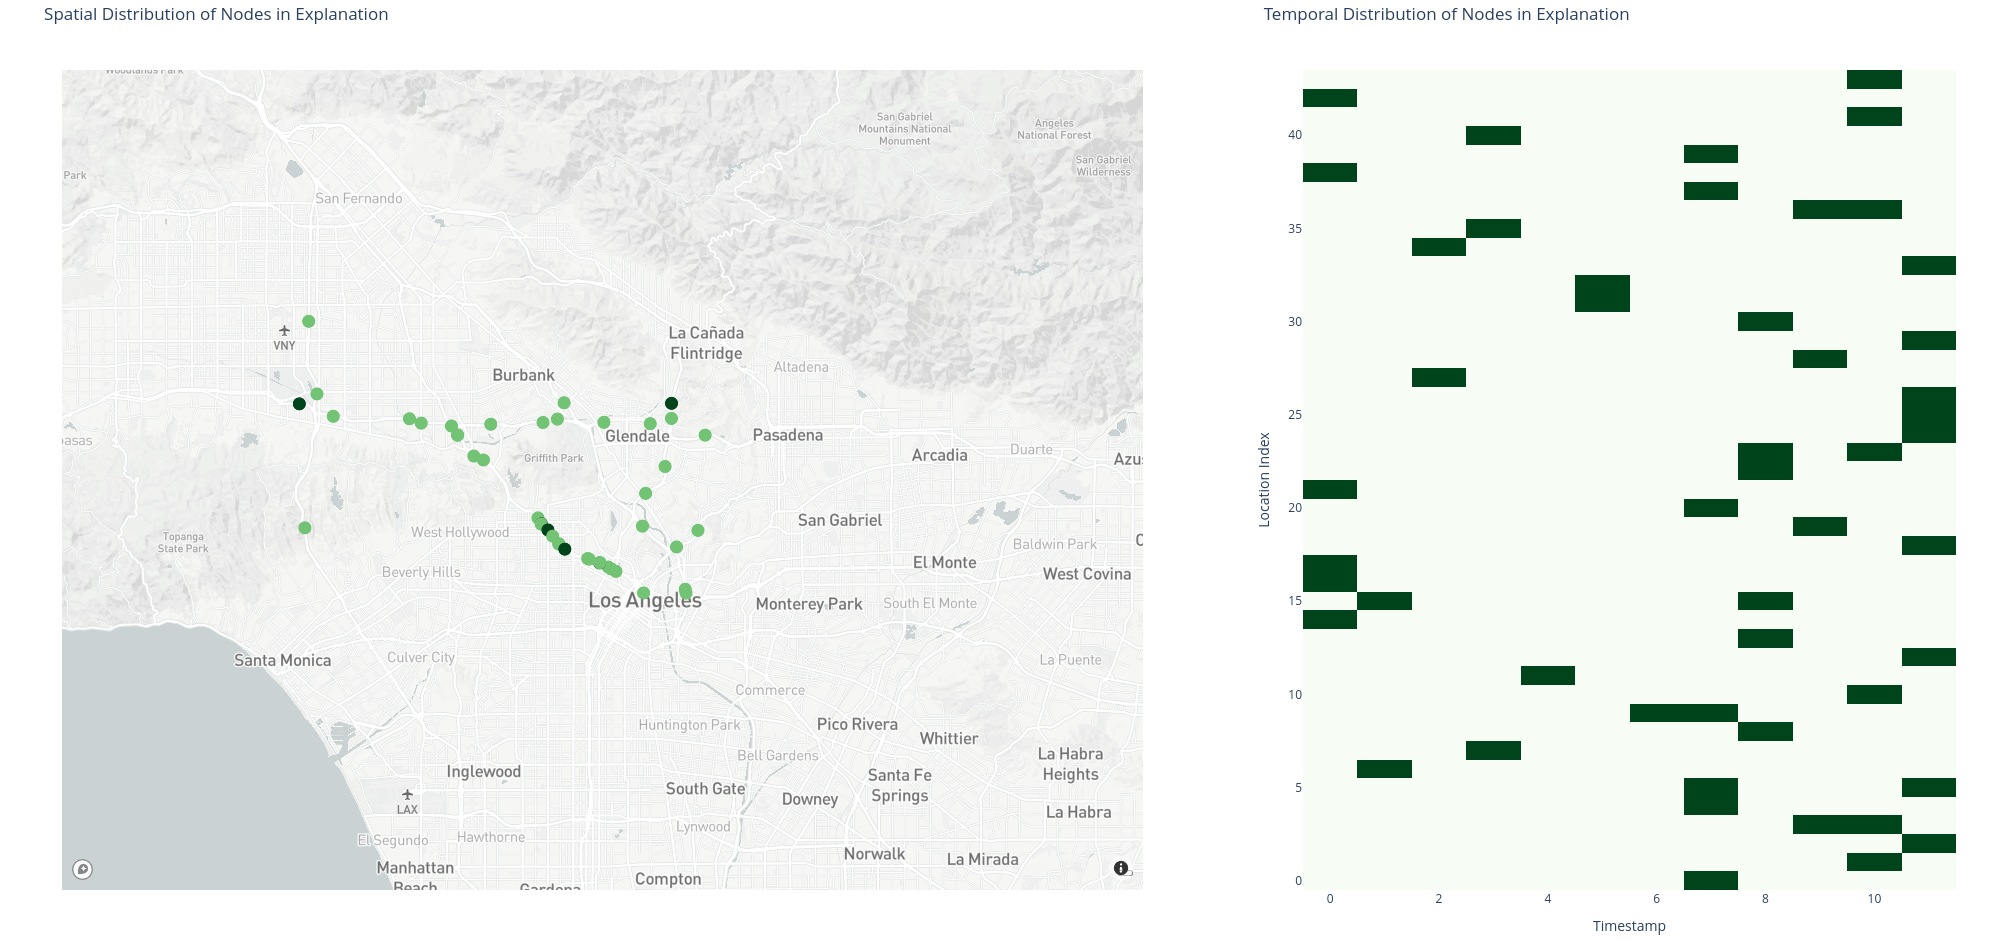 Spatial Distribution of Nodes in Explanation
Temporal Distribution of Nodes in Explanation
Woodlands Park
San Gabriel
Mountains National
Monument
Angeles
National Forest
San Gabriel
Wilderness
Park
San Fernando
VNY
La Cañada
Flintridge
Burbank
Altadena
Glendale
Pasadena
Griffith Park
Arcadia
Duarte
Azu
basas
West Hollywood
San Gabriel
Topanga
State Park
Baldwin Park
C
Beverly Hills
El Monte
West Covina
Los Angeles
Monterey Park
South El Monte
Santa Monica
Culver City
La Puente
Commerce
Huntington Park
Pico Rivera
Whittier
Bell Gardens
La Habra
Heights
Inglewood
Santa Fe
Springs
South Gate
Downey
LAX
La Habra
El Segundo
Hawthorne
Lynwood
Norwalk
La Mirada
Manhattan
Beach
Compton
Gardena
40
35
30
25
20
15
10
5
0
Location Index
0 2 4 6 8 10
Timestamp